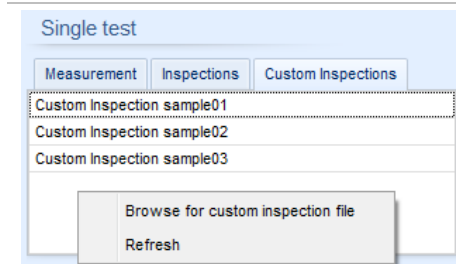 Single test
Measurement Inspections Custom Inspections
Custom Inspection sample01
Custom Inspection sample02
Custom Inspection sample03
Browse for custom inspection file
Refresh